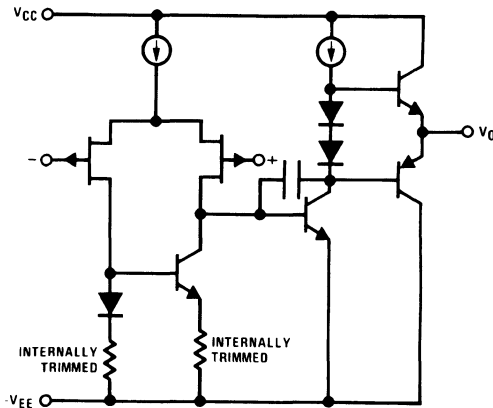 VCC
-
+
VO
INTERNALLY
TRIMMED
INTERNALLY
TRIMMED
-VEE